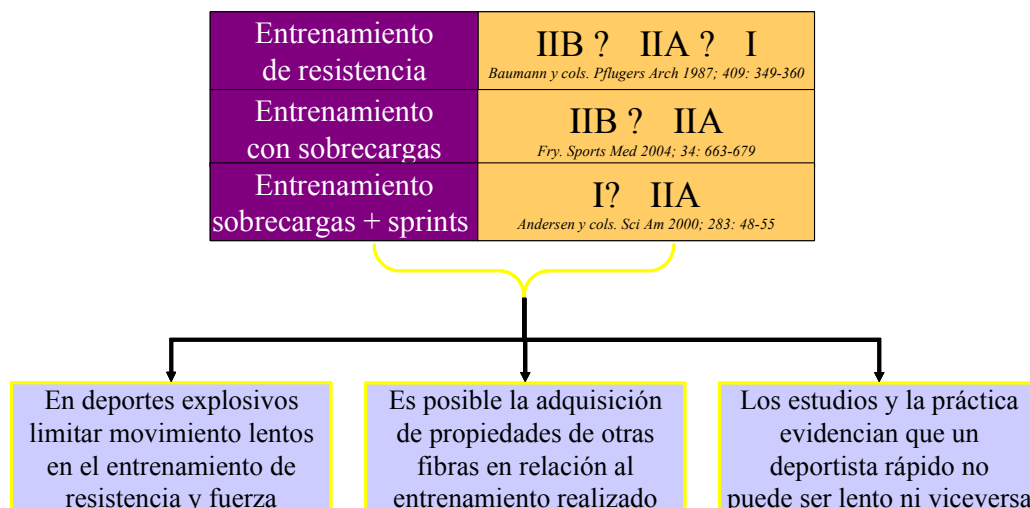 Entrenamiento
de resistencia
IIB ? IIA ? I
Baumann y cols. Pflugers Arch 1987; 409: 349-360
Entrenamiento
con sobrecargas
IIB ? IIA
Fry. Sports Med 2004; 34: 663-679
Entrenamiento
sobrecargas + sprints
I? IIA
Andersen y cols. Sci Am 2000; 283: 48-55
En deportes explosivos
limitar movimiento lentos
en el entrenamiento de
resistencia y fuerza
Es posible la adquisición
de propiedades de otras
fibras en relación al
entrenamiento realizado
Los estudios y la práctica
evidencian que un
deportista rápido no
puede ser lento ni viceversa